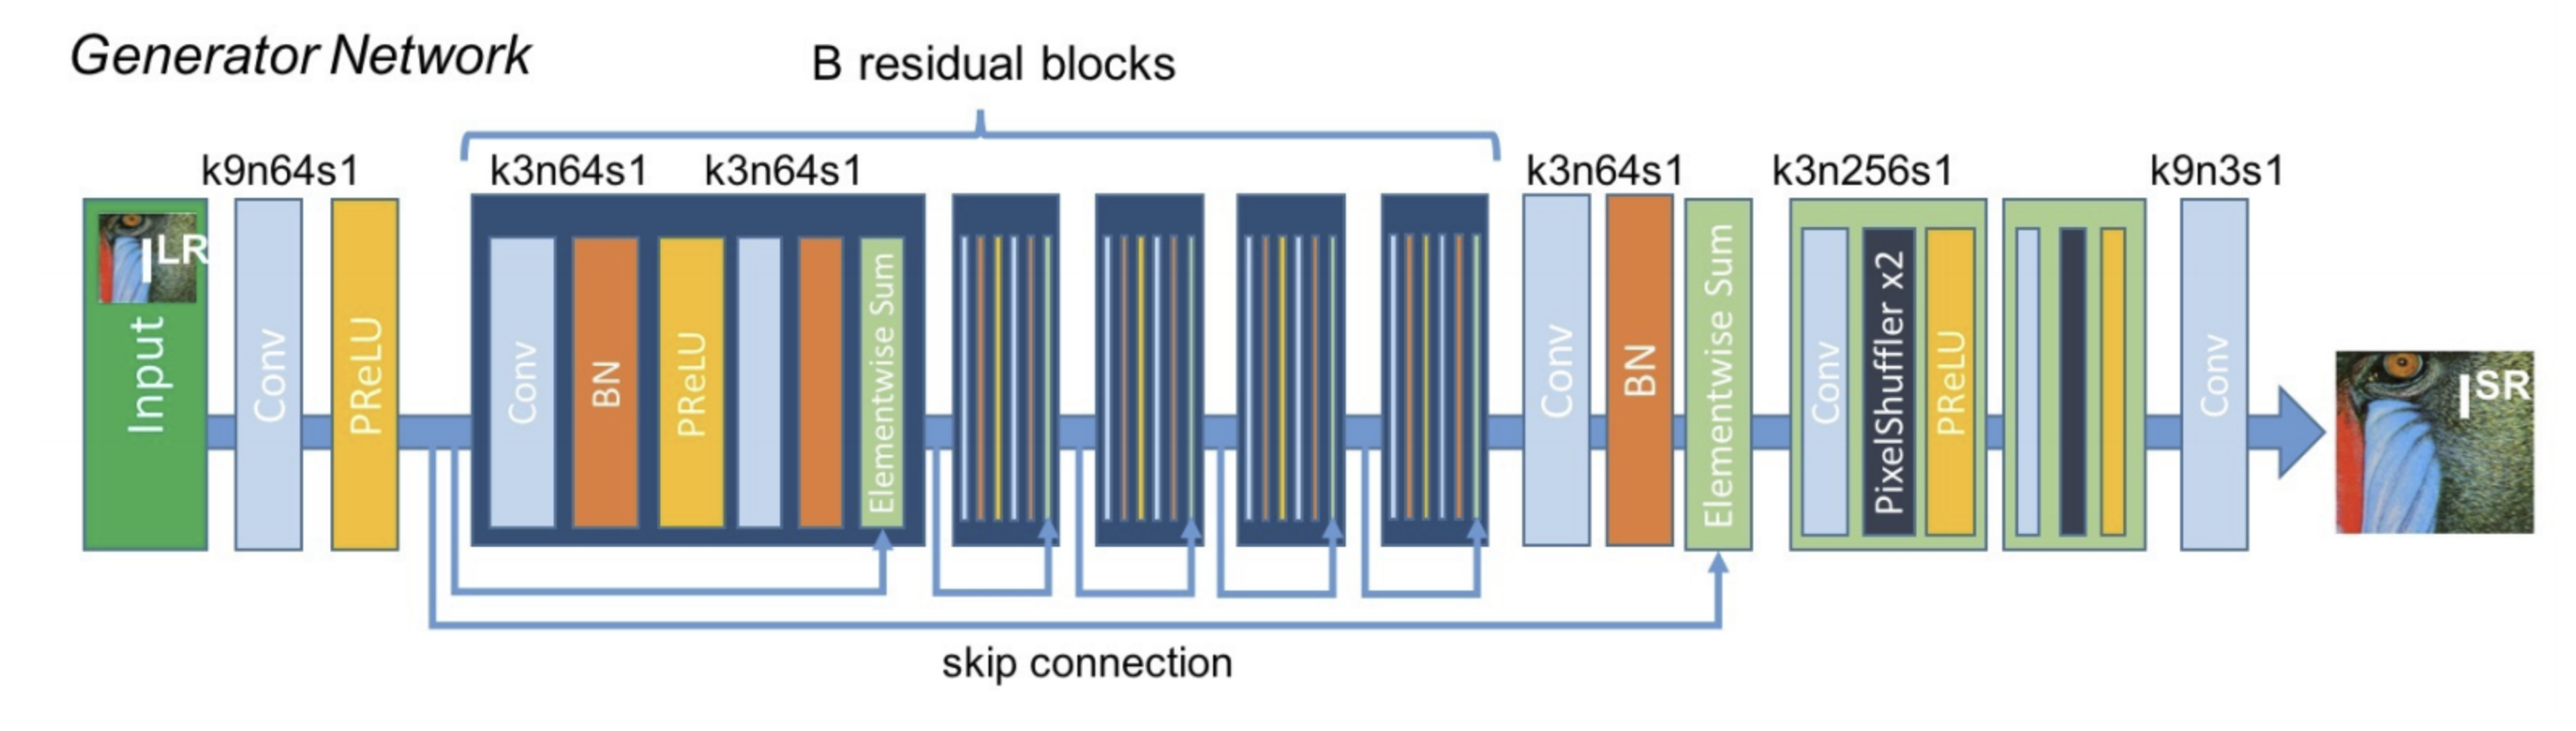 Generator Network
B residual blocks
k9n64s1
k3n64s1
k3n64s1
k3n64s1
k3n256s1
k9n3s1
Input
I^LR
Conv
PReLU
Conv
BN
PReLU
Elementwise Sum
Conv
BN
Elementwise Sum
Conv
PixelShuffler x2
PReLU
Conv
I^SR
skip connection